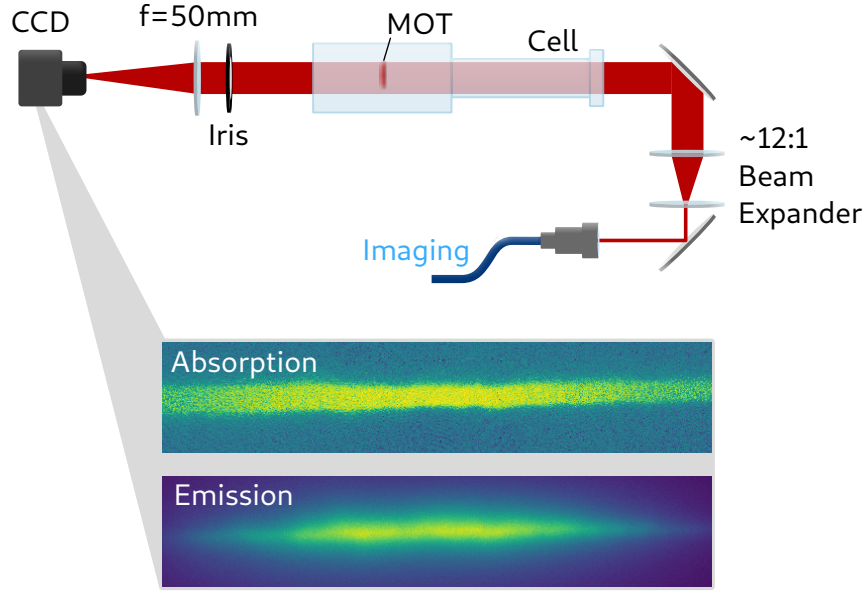 CCD
f=50mm
MOT
Cell
Iris
~12:1
Beam
Expander
Imaging
Absorption
Emission